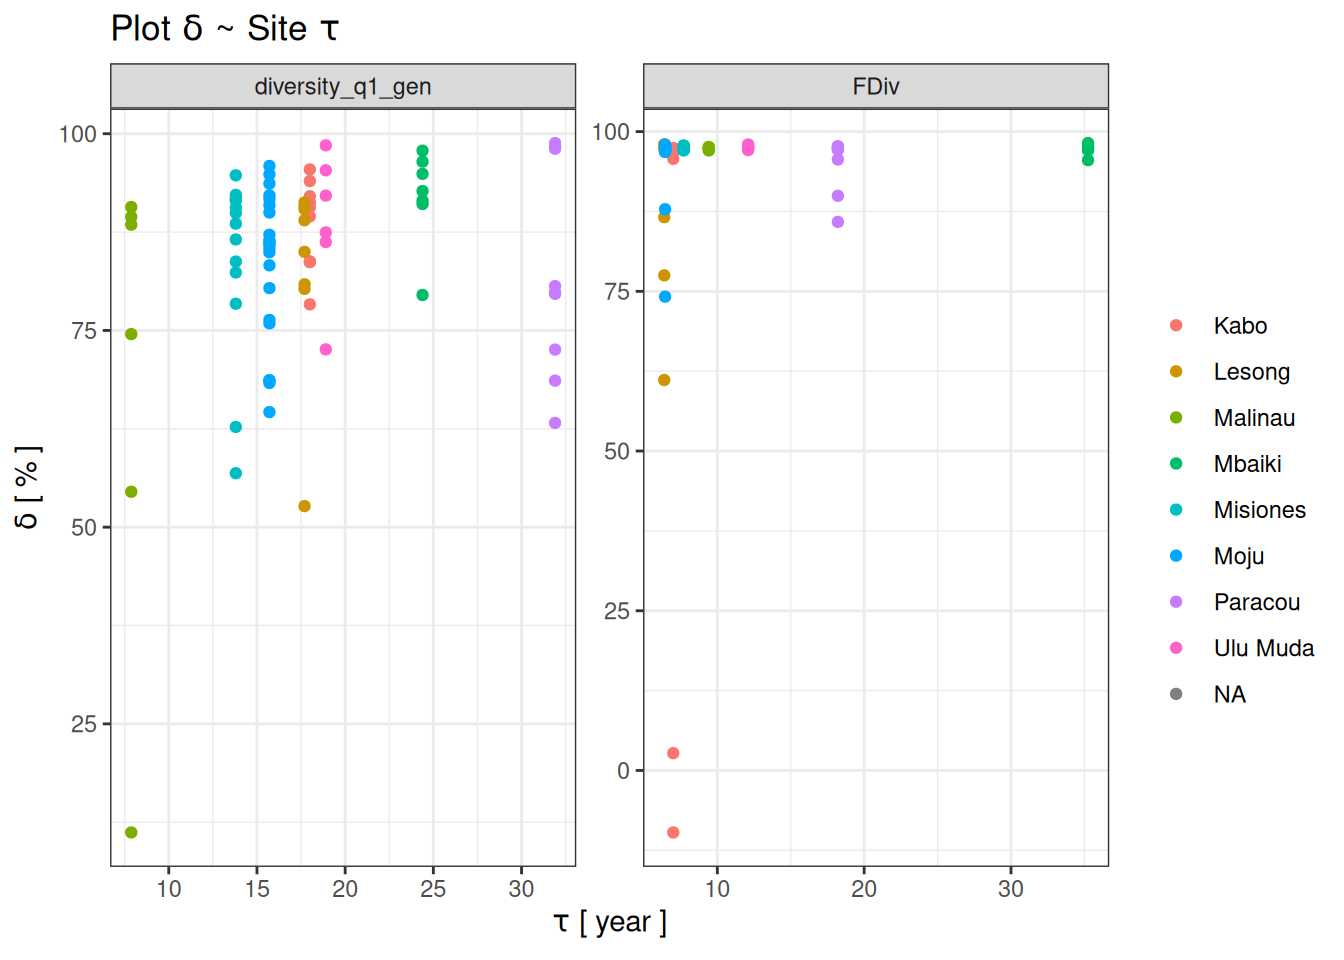 Plot δ ~ Site τ
diversity_q1_gen
FDiv
δ [ % ]
100
75
50
25
100
75
50
25
0
10 15 20 25 30
10 20 30
τ [ year ]
Kabo
Lesong
Malinau
Mbaiki
Misiones
Moju
Paracou
Ulu Muda
NA